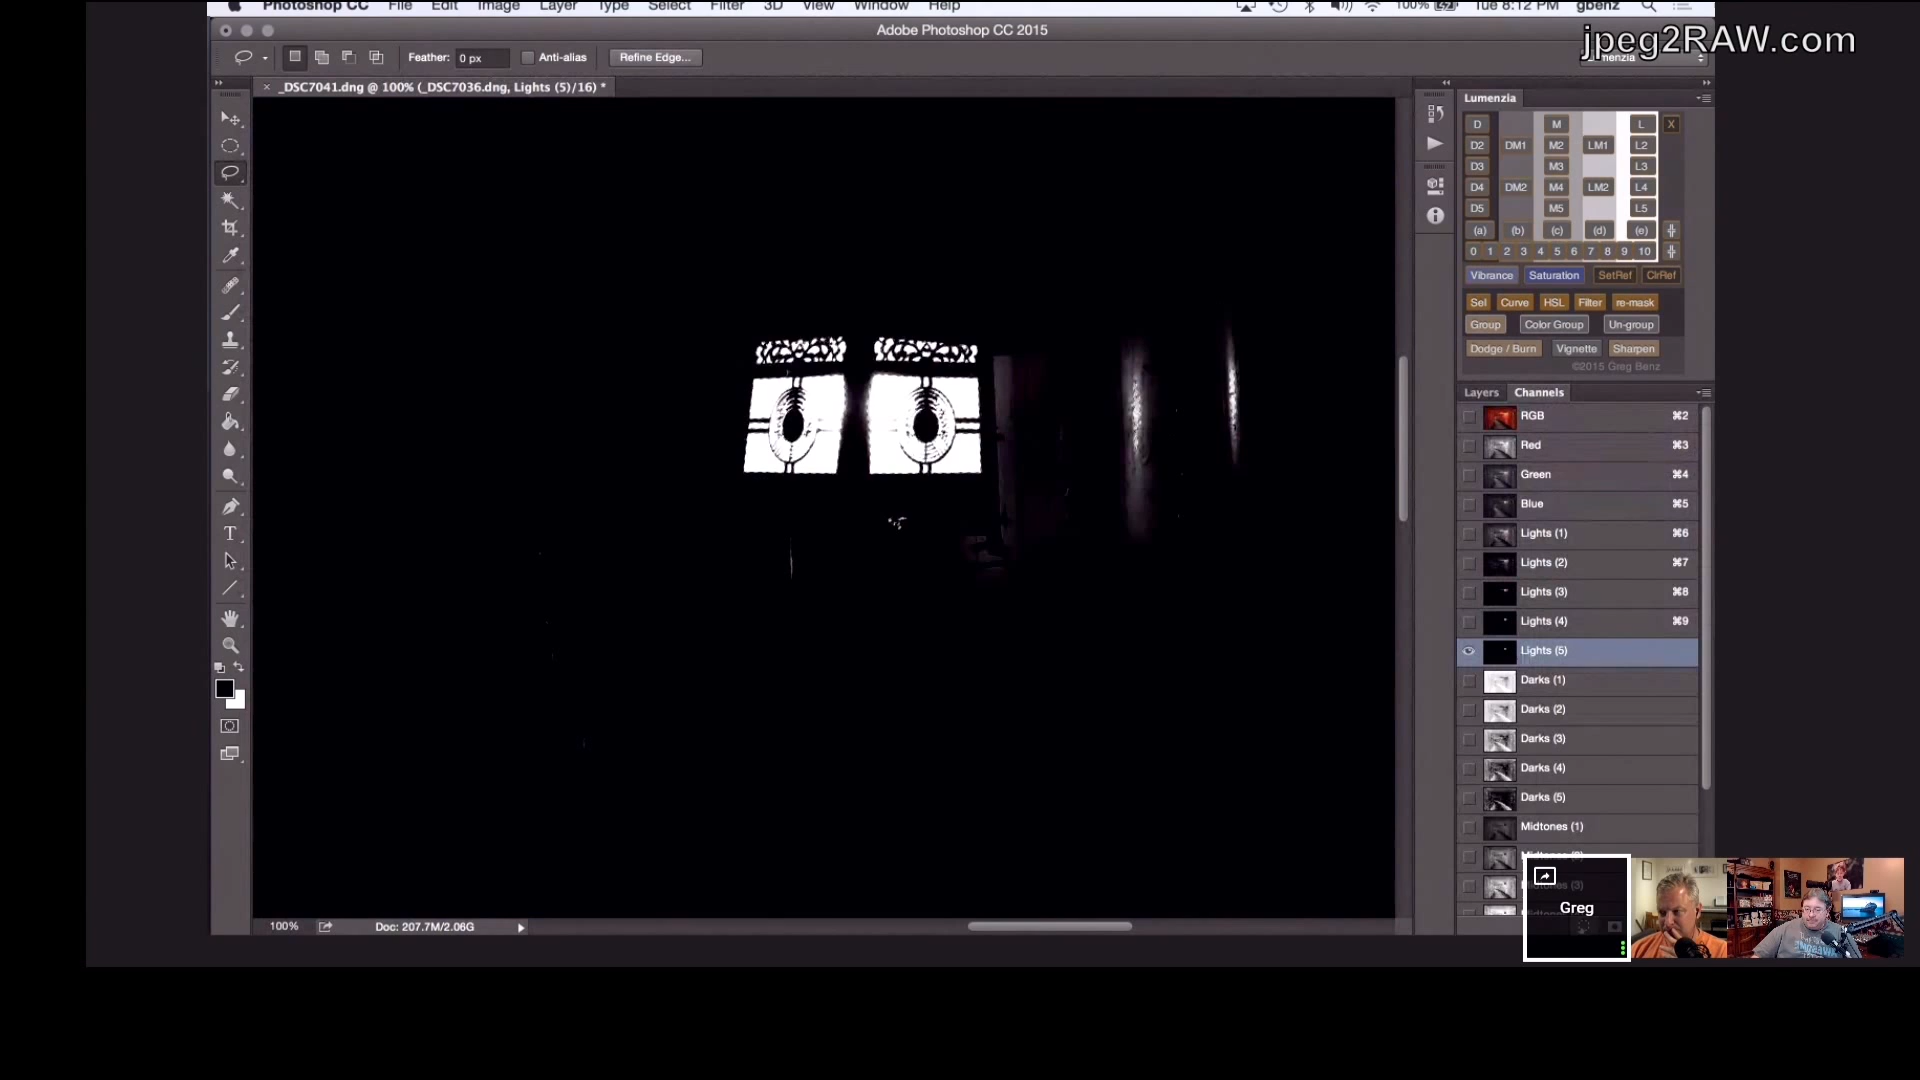 Photoshop CC File Edit Image Layer Type Select Filter 3D View Window Help 100% Tue 8:12 PM gbenz
Adobe Photoshop CC 2015
jpeg2RAW.com
Feather: 0 px Anti-alias Refine Edge...
_DSC7041.dng @ 100% (_DSC7036.dng, Lights (5)/16) *
Lumenzia
D M L X
D2 DM1 M2 LM1 L2
D3 M3 L3
D4 DM2 M4 LM2 L4
D5 M5 L5
(a) (b) (c) (d) (e)
0 1 2 3 4 5 6 7 8 9 10
Vibrance Saturation SetRef ClrRef
Sel Curve HSL Filter re-mask
Group Color Group Un-group
Dodge / Burn Vignette Sharpen
©2015 Greg Benz
Layers Channels
RGB ⌘2
Red ⌘3
Green ⌘4
Blue ⌘5
Lights (1) ⌘6
Lights (2) ⌘7
Lights (3) ⌘8
Lights (4) ⌘9
Lights (5)
Darks (1)
Darks (2)
Darks (3)
Darks (4)
Darks (5)
Midtones (1)
Greg
100% Doc: 207.7M/2.06G